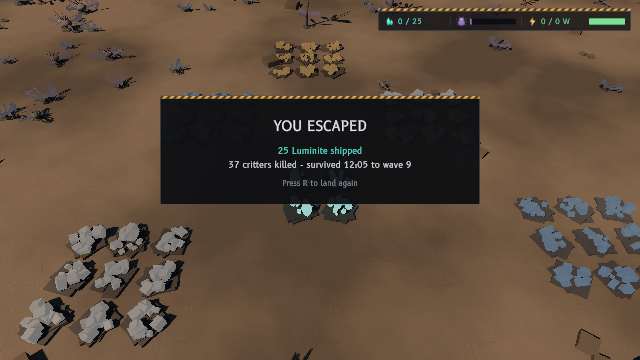 0 / 25
0 / 0 W
YOU ESCAPED
25 Luminite shipped
37 critters killed - survived 12:05 to wave 9
Press R to land again